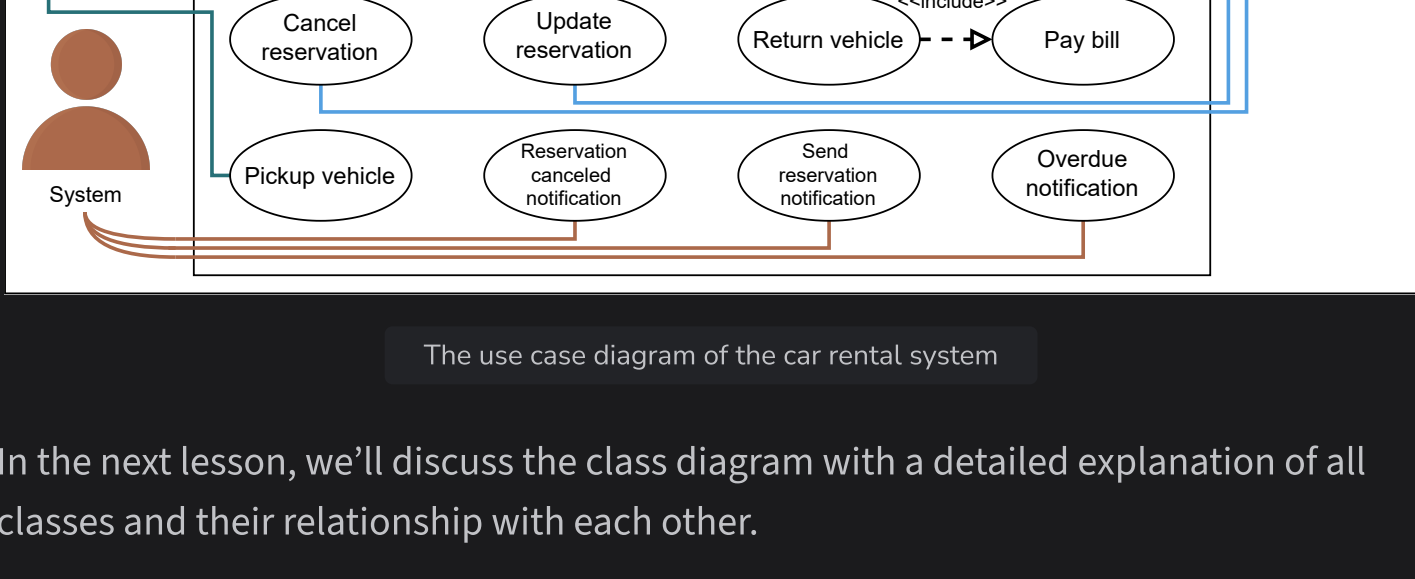 <<include>>
Cancel
reservation
Update
reservation
Return vehicle
Pay bill
System
Pickup vehicle
Reservation
canceled
notification
Send
reservation
notification
Overdue
notification
The use case diagram of the car rental system
In the next lesson, we’ll discuss the class diagram with a detailed explanation of all
classes and their relationship with each other.